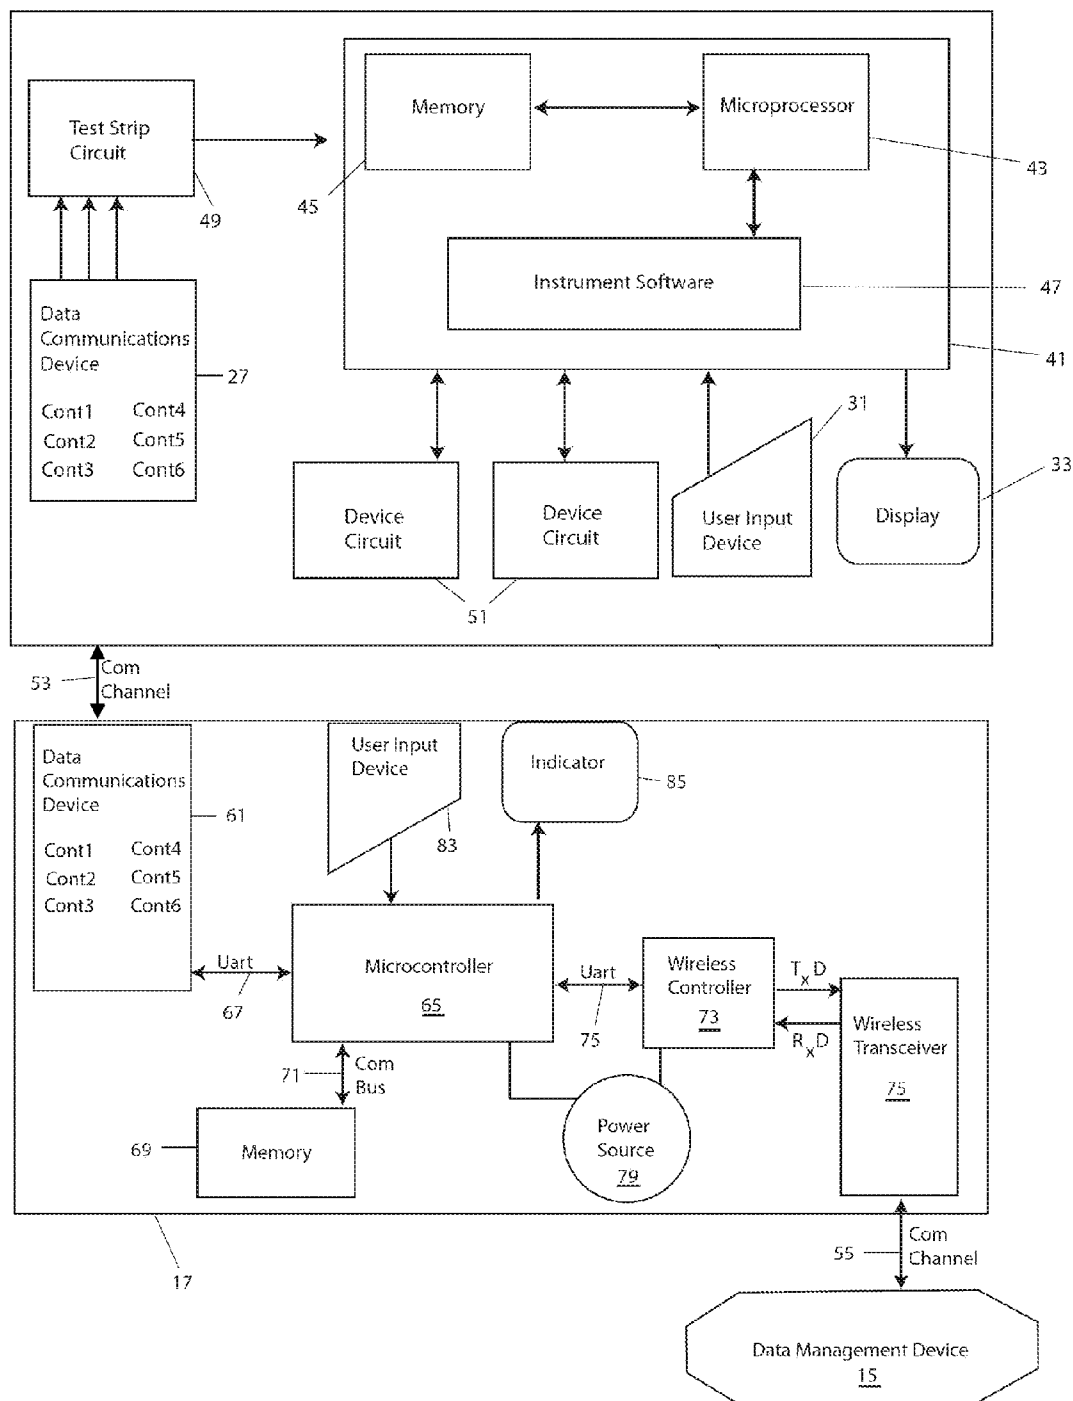 Memory
Microprocessor
Test Strip
Circuit
43
45
49
Instrument Software
47
Data
Communications
Device
27
41
Cont1 Cont4
Cont2 Cont5
Cont3 Cont6
31
33
Device
Circuit
Device
Circuit
User Input
Device
Display
51
53
Com
Channel
User Input
Device
Indicator
85
Data
Communications
Device
61
83
Cont1 Cont4
Cont2 Cont5
Cont3 Cont6
Uart
67
Microcontroller
65
Uart
75
Wireless
Controller
73
TxD
RxD
Wireless
Transceiver
75
71
Com
Bus
Power
Source
79
69
Memory
17
55
Com
Channel
Data Management Device
15